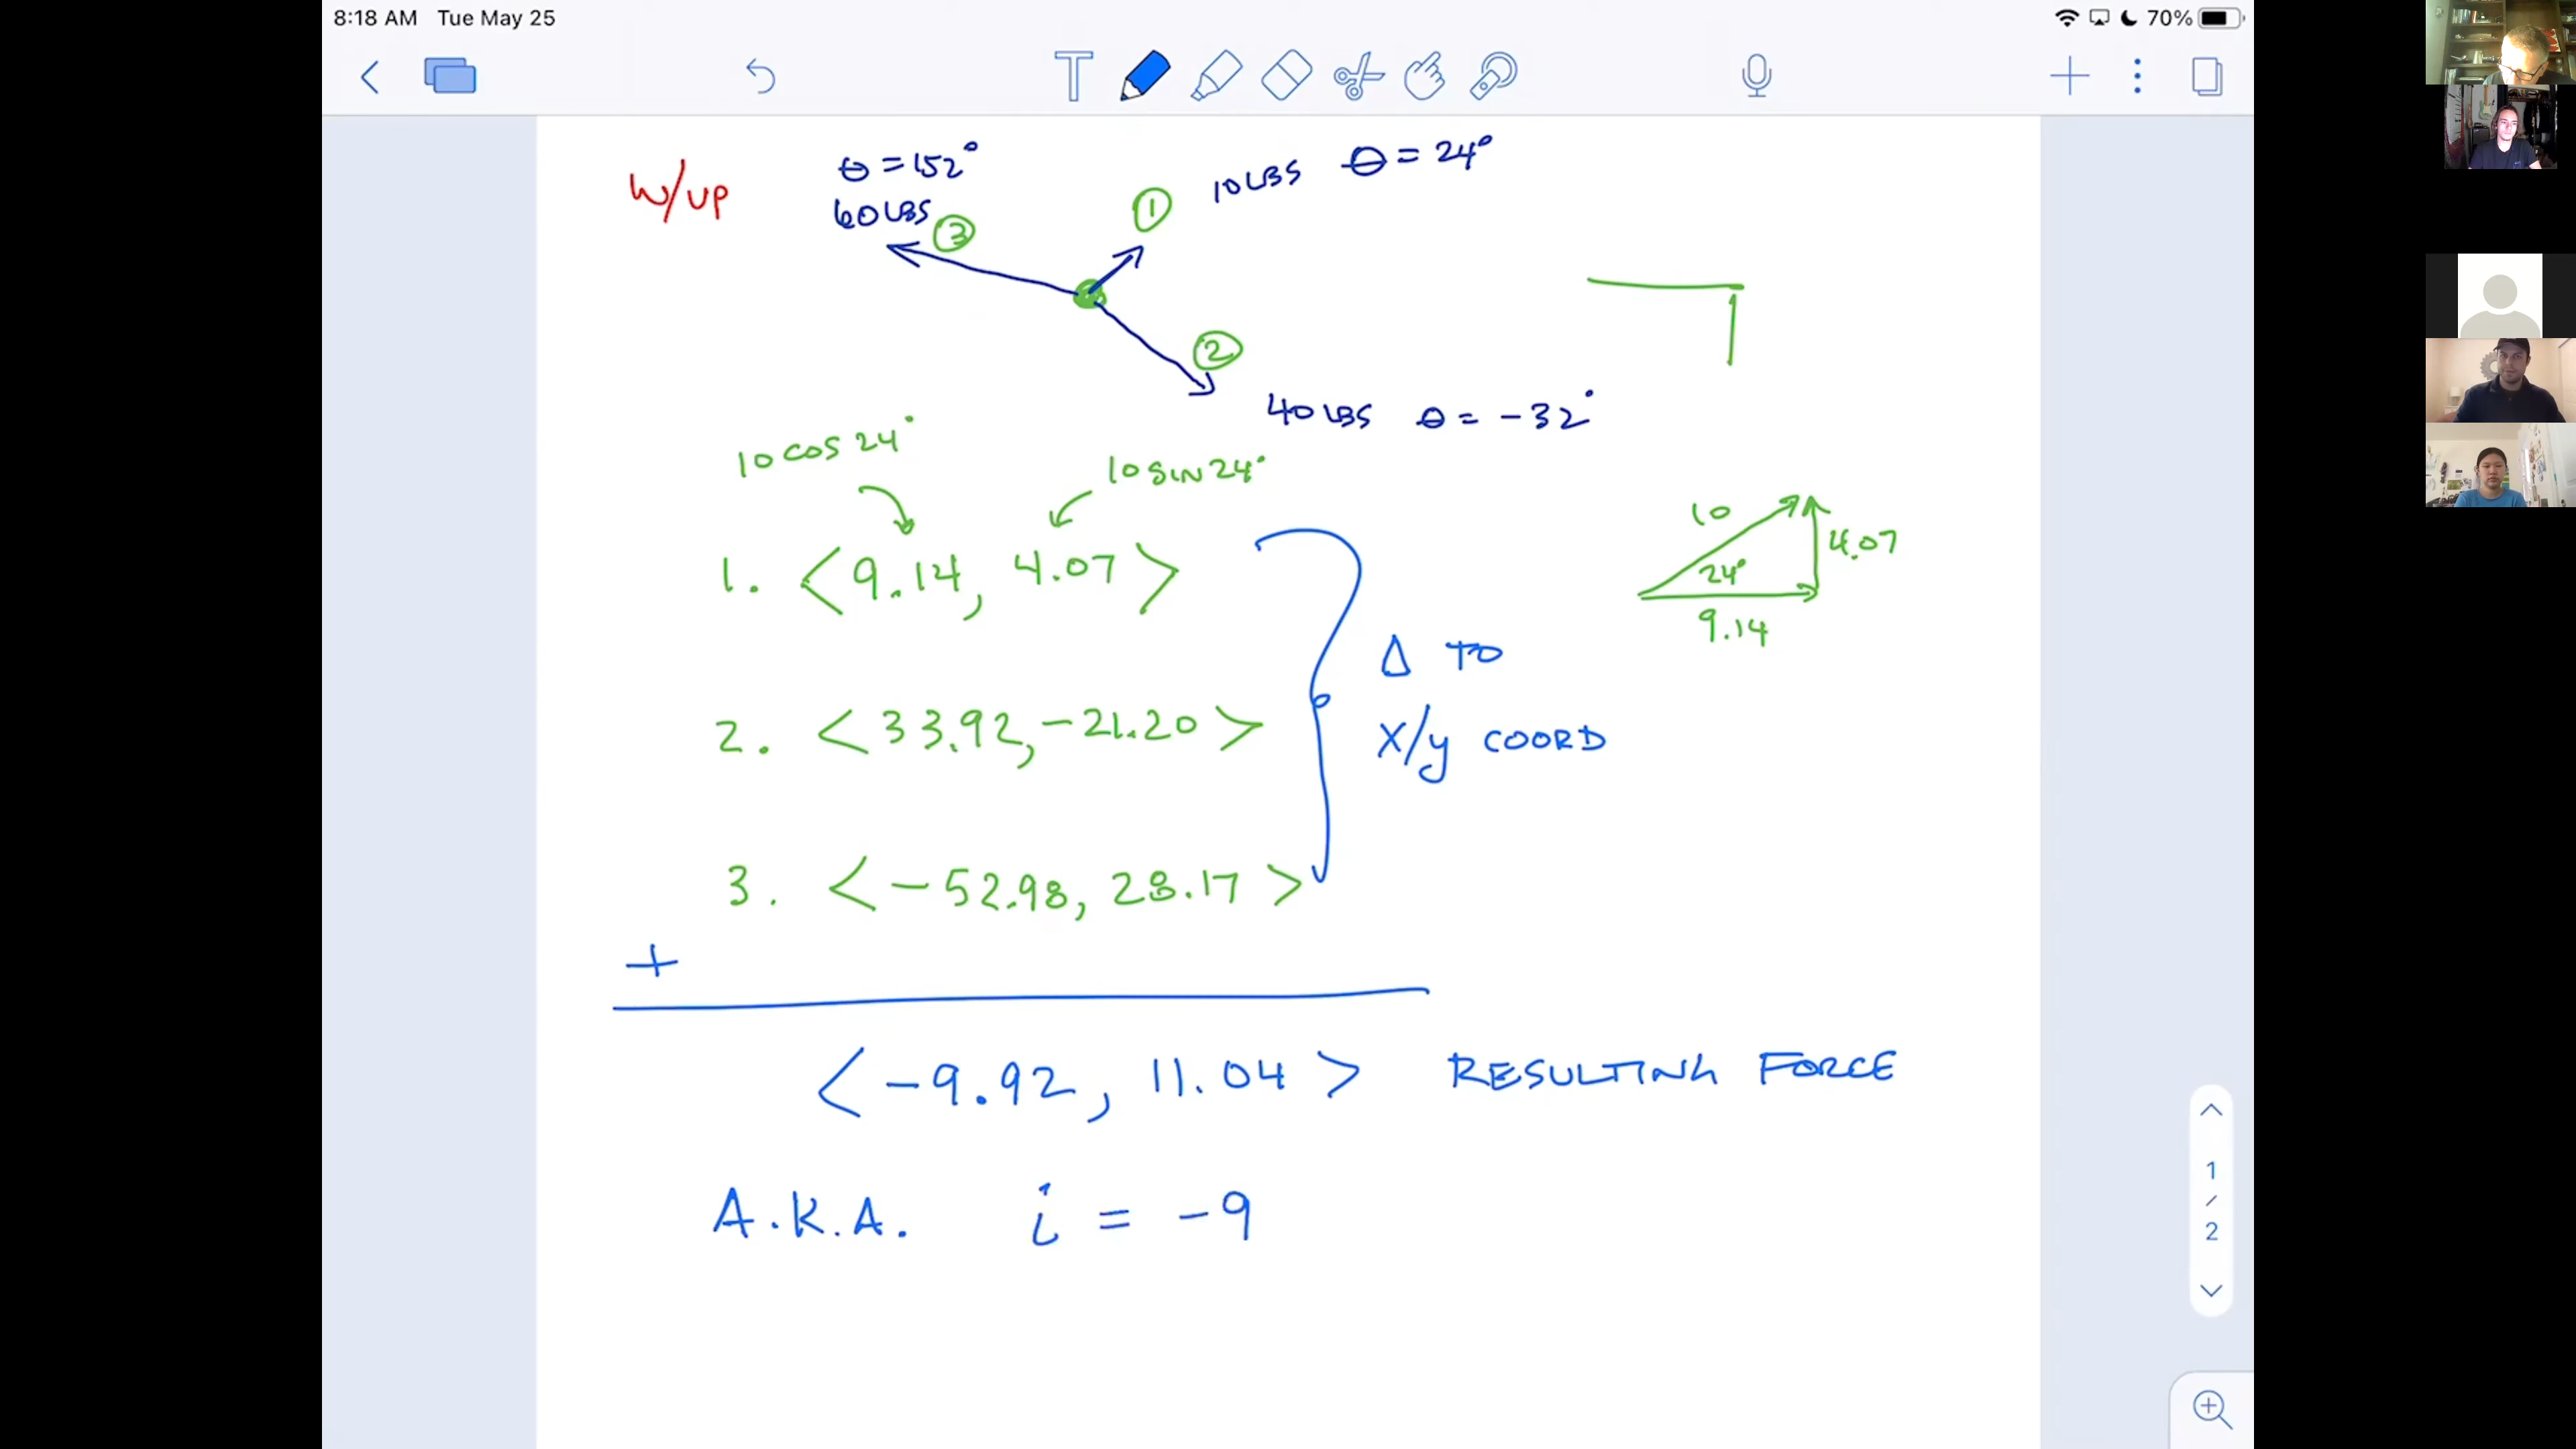 8:18 AM Tue May 25
70%
T
W/UP
θ = 152°
60 LBS
③
①
10 LBS θ = 24°
②
40 LBS θ = -32°
10 COS 24°
10 SIN 24°
1. < 9.14, 4.07 >
10
24°
4.07
9.14
Δ TO
X/y COORD
2. < 33.92, -21.20 >
3. < -52.98, 28.17 >
+
< -9.92, 11.04 > RESULTING FORCE
A.K.A. i = -9
1
/
2